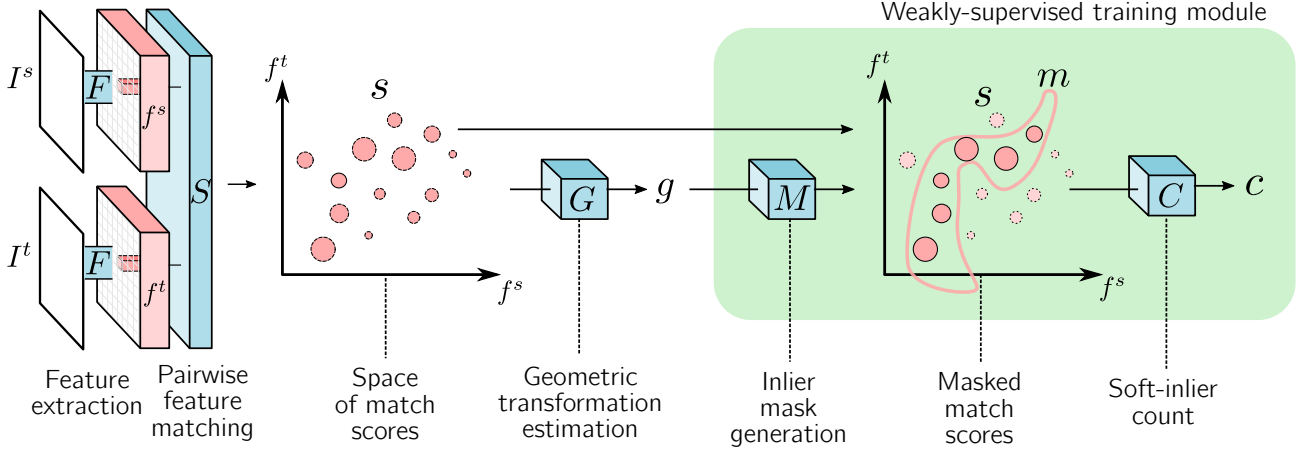 Weakly-supervised training module
I^s
F
f^s
I^t
F
f^t
S
f^t
s
f^s
G
g
M
f^t
s
m
f^s
C
c
Feature
extraction
Pairwise
feature
matching
Space
of match
scores
Geometric
transformation
estimation
Inlier
mask
generation
Masked
match
scores
Soft-inlier
count